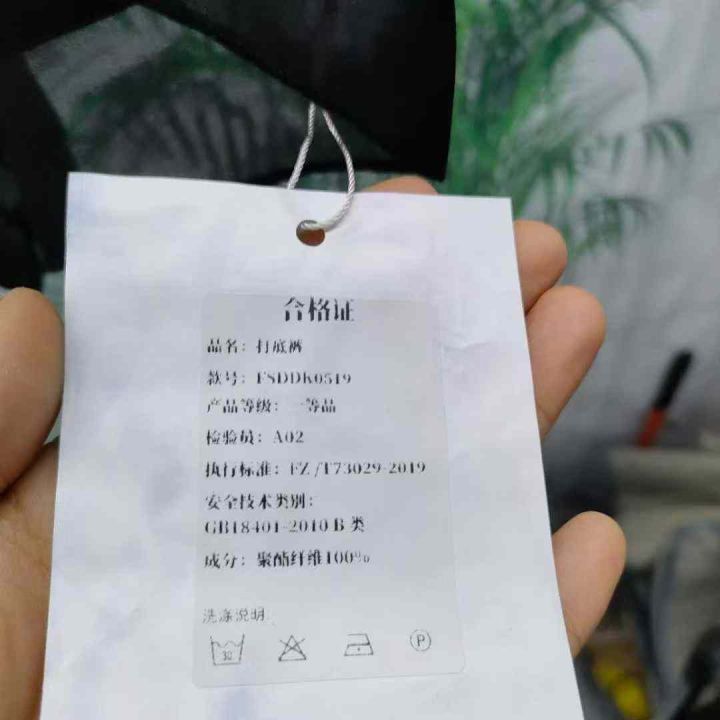 合格证
品名：打底裤
款号：FSDDK0519
产品等级：一等品
检验员：A02
执行标准：FZ/T73029-2019
安全技术类别：
GB18401-2010 B 类
成分：聚酯纤维100%
洗涤说明：
30
P